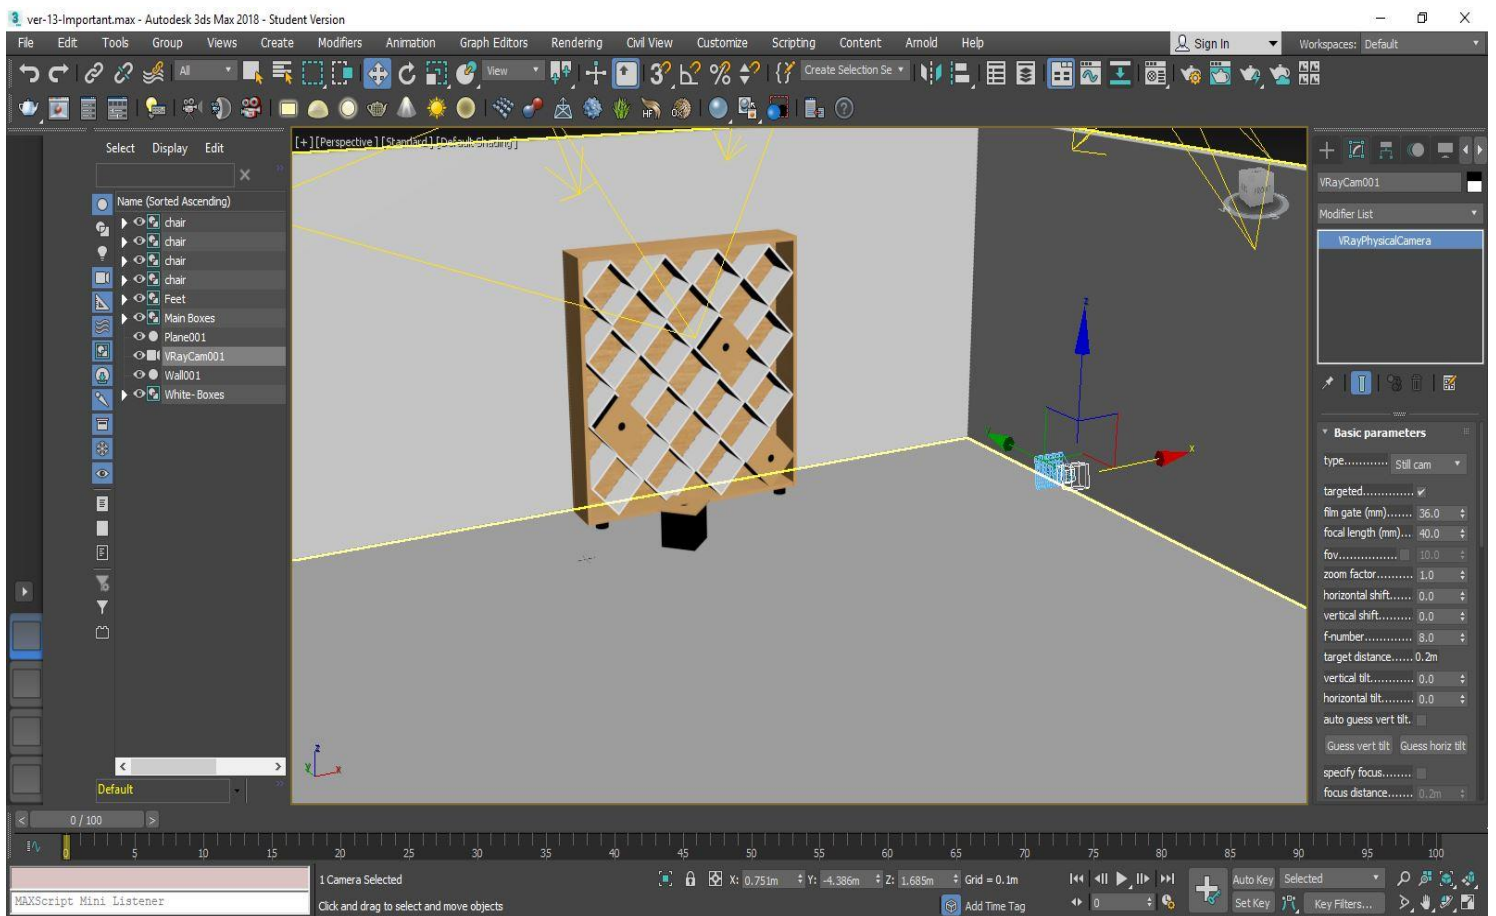 ver-13-Important.max - Autodesk 3ds Max 2018 - Student Version
File Edit Tools Group Views Create Modifiers Animation Graph Editors Rendering Civil View Customize Scripting Content Arnold Help
Sign In
Workspaces: Default
All
View
Create Selection Se
Select Display Edit
[+] [Perspective] [Standard] [Default Shading]
Name (Sorted Ascending)
chair
chair
chair
chair
Feet
Main Boxes
Plane001
VRayCam001
Wall001
White-Boxes
Default
VRayCam001
Modifier List
VRayPhysicalCamera
Basic parameters
type............ Still cam
targeted..............
film gate (mm)....... 36.0
focal length (mm)... 40.0
fov................ 10.0
zoom factor.......... 1.0
horizontal shift...... 0.0
vertical shift......... 0.0
f-number............. 8.0
target distance...... 0.2m
vertical tilt............ 0.0
horizontal tilt......... 0.0
auto guess vert tilt.
Guess vert tilt Guess horiz tilt
specify focus........
focus distance....... 0.2m
z
x
y
z
x
0 / 100
0 5 10 15 20 25 30 35 40 45 50 55 60 65 70 75 80 85 90 95 100
1 Camera Selected
X: 0.751m Y: -4.386m Z: 1.685m Grid = 0.1m
Auto Key Selected
MAXScript Mini Listener
Click and drag to select and move objects
Add Time Tag
0
Set Key Key Filters...